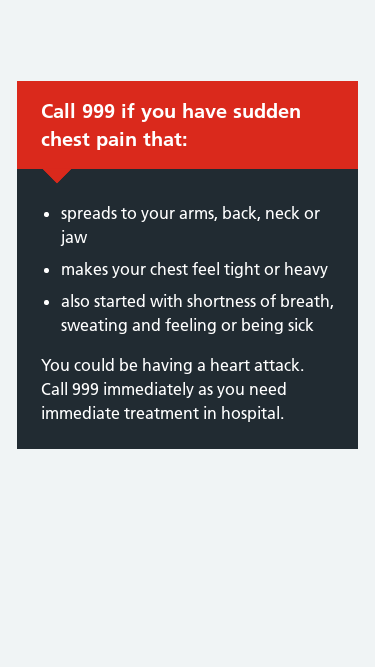 Call 999 if you have sudden
chest pain that:
• spreads to your arms, back, neck or
jaw
• makes your chest feel tight or heavy
• also started with shortness of breath,
sweating and feeling or being sick
You could be having a heart attack.
Call 999 immediately as you need
immediate treatment in hospital.